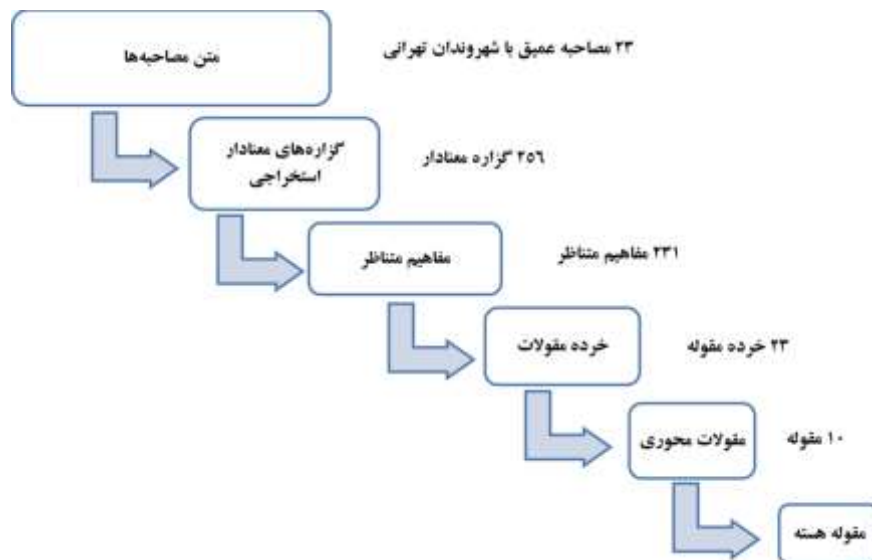 ۲۳ مصاحبه عمیق با شهروندان تهرانی
متن مصاحبه‌ها
۲۵۶ گزاره معنادار
گزاره‌های معنادار
استخراجی
۲۳۱ مفاهیم متناظر
مفاهیم متناظر
۲۳ خرده مقوله
خرده مقولات
۱۰ مقوله
مقولات محوری
مقوله هسته